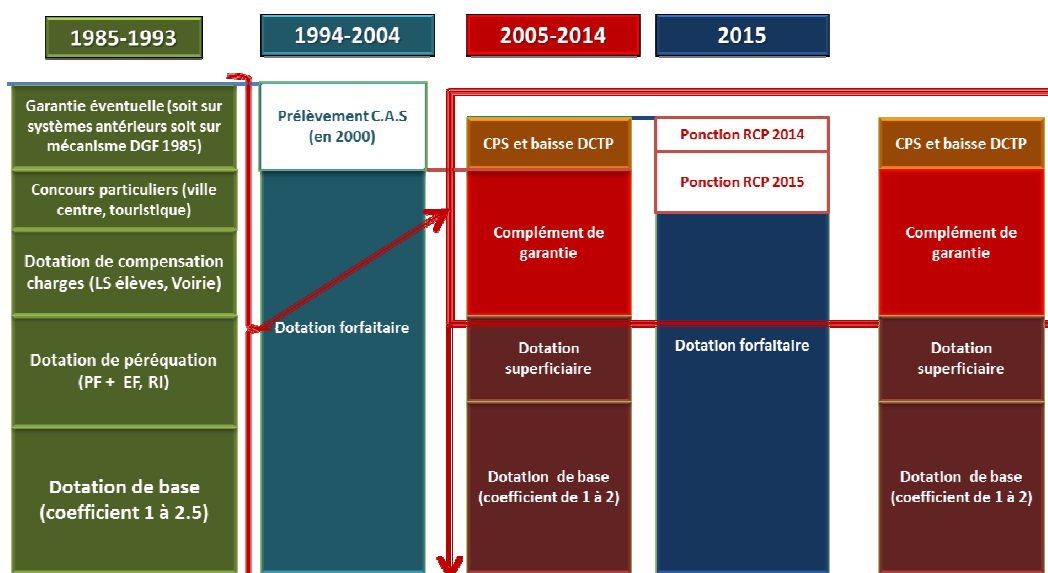 1985-1993
1994-2004
2005-2014
2015
Garantie éventuelle (soit sur
systèmes antérieurs soit sur
mécanisme DGF 1985)
Concours particuliers (ville
centre, touristique)
Dotation de compensation
charges (LS élèves, Voirie)
Dotation de péréquation
(PF + EF, RI)
Dotation de base
(coefficient 1 à 2.5)
Prélèvement C.A.S
(en 2000)
Dotation forfaitaire
CPS et baisse DCTP
Complément de
garantie
Dotation
superficiaire
Dotation de base
(coefficient de 1 à 2)
Ponction RCP 2014
Ponction RCP 2015
Dotation forfaitaire
CPS et baisse DCTP
Complément de
garantie
Dotation
superficiaire
Dotation de base
(coefficient de 1 à 2)